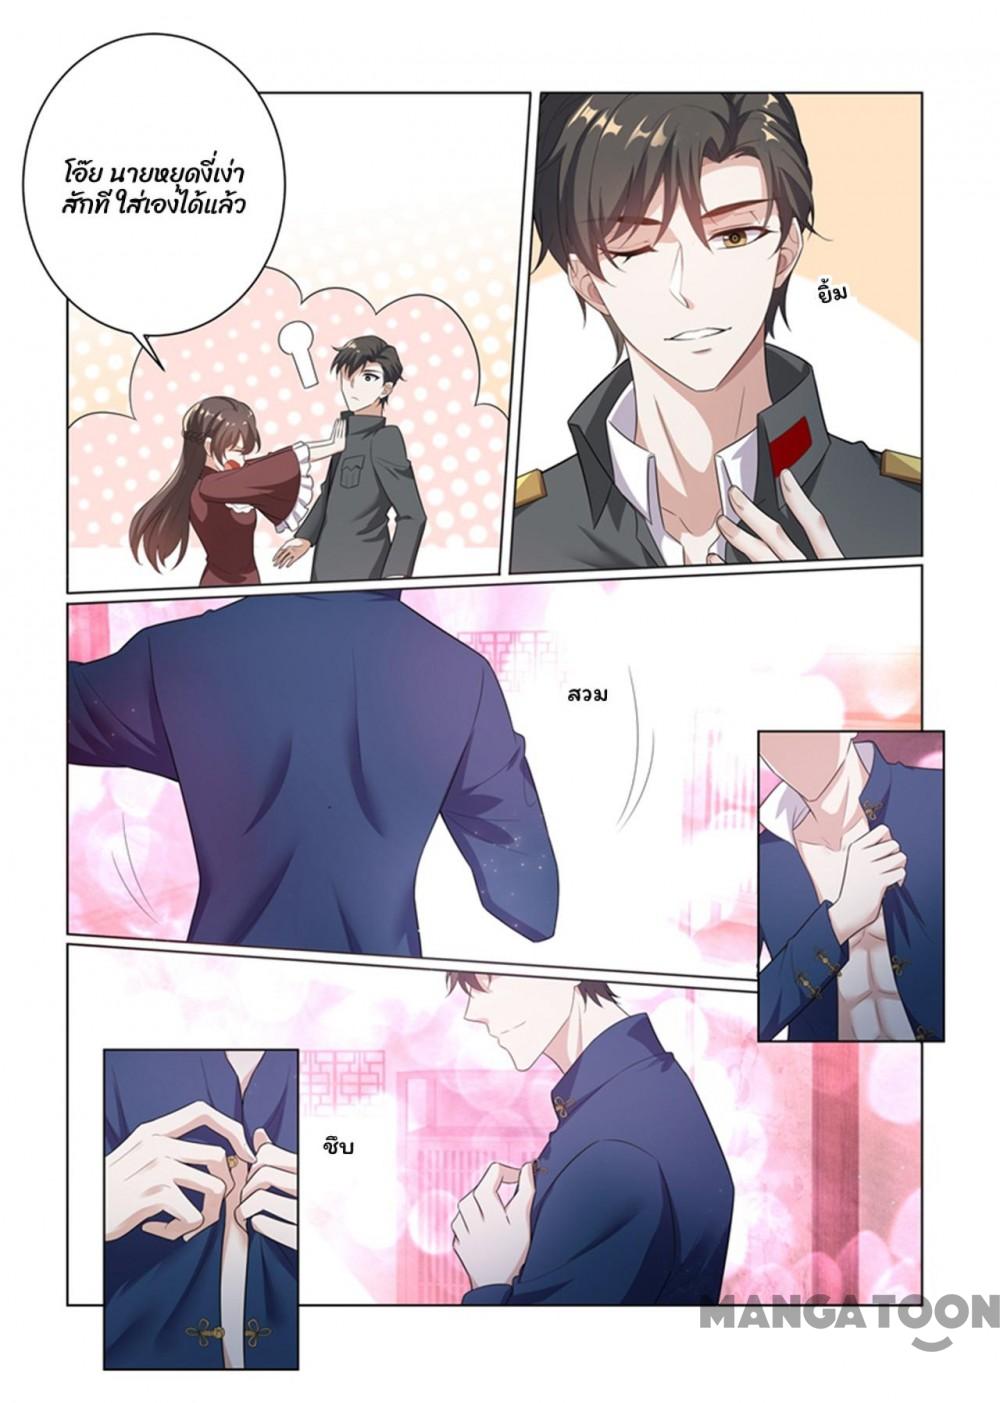 โอ๊ย นายหยุดงี่เง่า
สักที ใส่เองได้แล้ว
ยิ้ม
สวม
ซึบ
MANGATOON